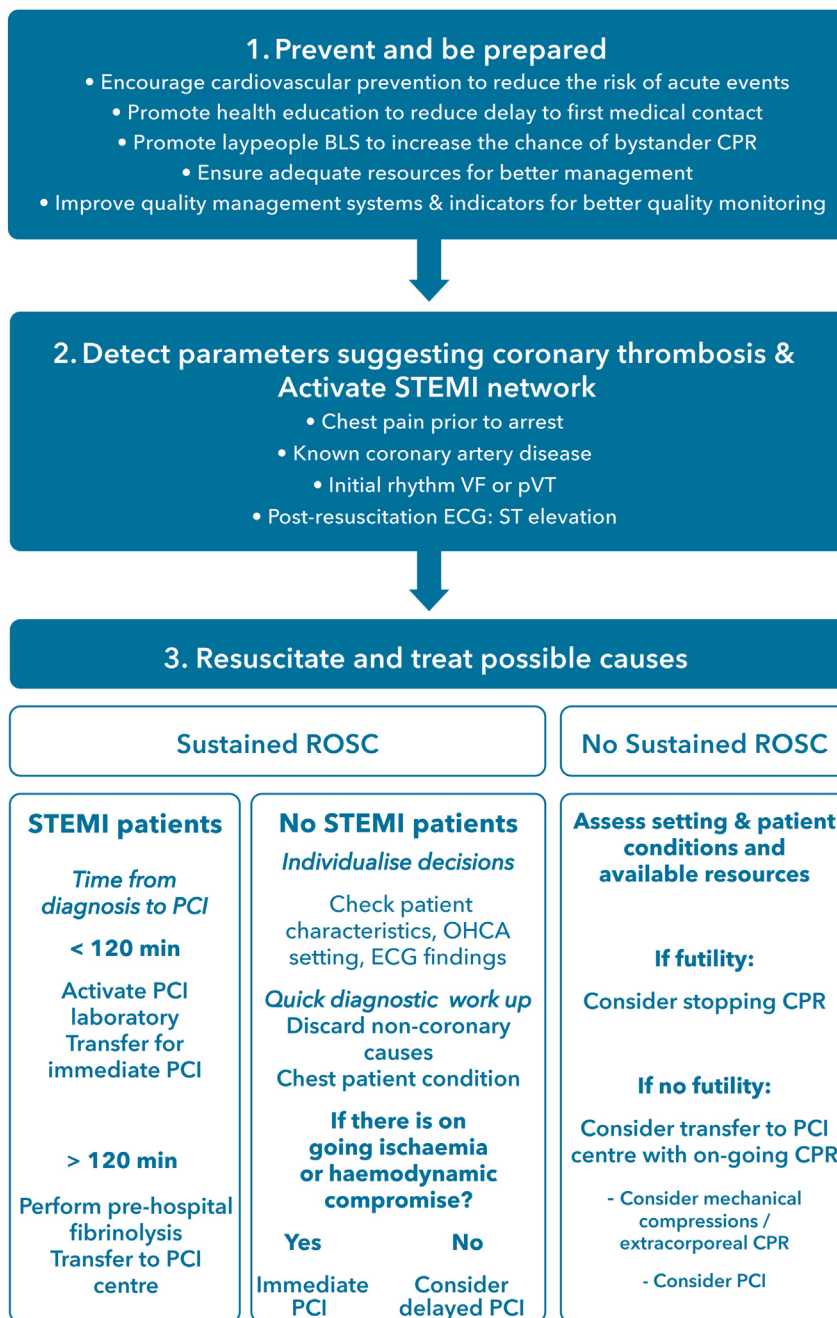 1. Prevent and be prepared
• Encourage cardiovascular prevention to reduce the risk of acute events
• Promote health education to reduce delay to first medical contact
• Promote laypeople BLS to increase the chance of bystander CPR
• Ensure adequate resources for better management
• Improve quality management systems & indicators for better quality monitoring
2. Detect parameters suggesting coronary thrombosis &
Activate STEMI network
• Chest pain prior to arrest
• Known coronary artery disease
• Initial rhythm VF or pVT
• Post-resuscitation ECG: ST elevation
3. Resuscitate and treat possible causes
Sustained ROSC
No Sustained ROSC
STEMI patients
Time from
diagnosis to PCI
< 120 min
Activate PCI
laboratory
Transfer for
immediate PCI
> 120 min
Perform pre-hospital
fibrinolysis
Transfer to PCI
centre
No STEMI patients
Individualise decisions
Check patient
characteristics, OHCA
setting, ECG findings
Quick diagnostic work up
Discard non-coronary
causes
Chest patient condition
If there is on
going ischaemia
or haemodynamic
compromise?
Yes
Immediate
PCI
No
Consider
delayed PCI
Assess setting & patient
conditions and
available resources
If futility:
Consider stopping CPR
If no futility:
Consider transfer to PCI
centre with on-going CPR
- Consider mechanical
compressions /
extracorporeal CPR
- Consider PCI